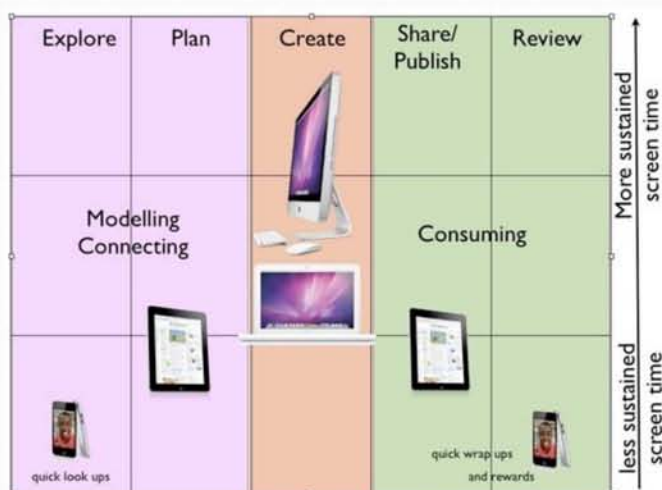 Explore
Plan
Create
Share/
Publish
Review
Modelling
Connecting
Consuming
quick look ups
quick wrap ups
and rewards
More sustained
screen time
less sustained
screen time